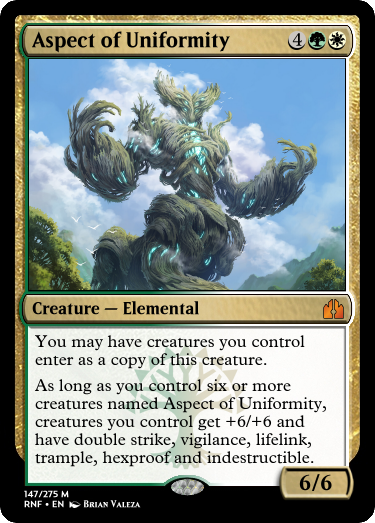 Aspect of Uniformity 4
Creature — Elemental
You may have creatures you control
enter as a copy of this creature.
As long as you control six or more
creatures named Aspect of Uniformity,
creatures you control get +6/+6 and
have double strike, vigilance, lifelink,
trample, hexproof and indestructible.
6/6
147/275 M
RNF • EN Brian Valeza